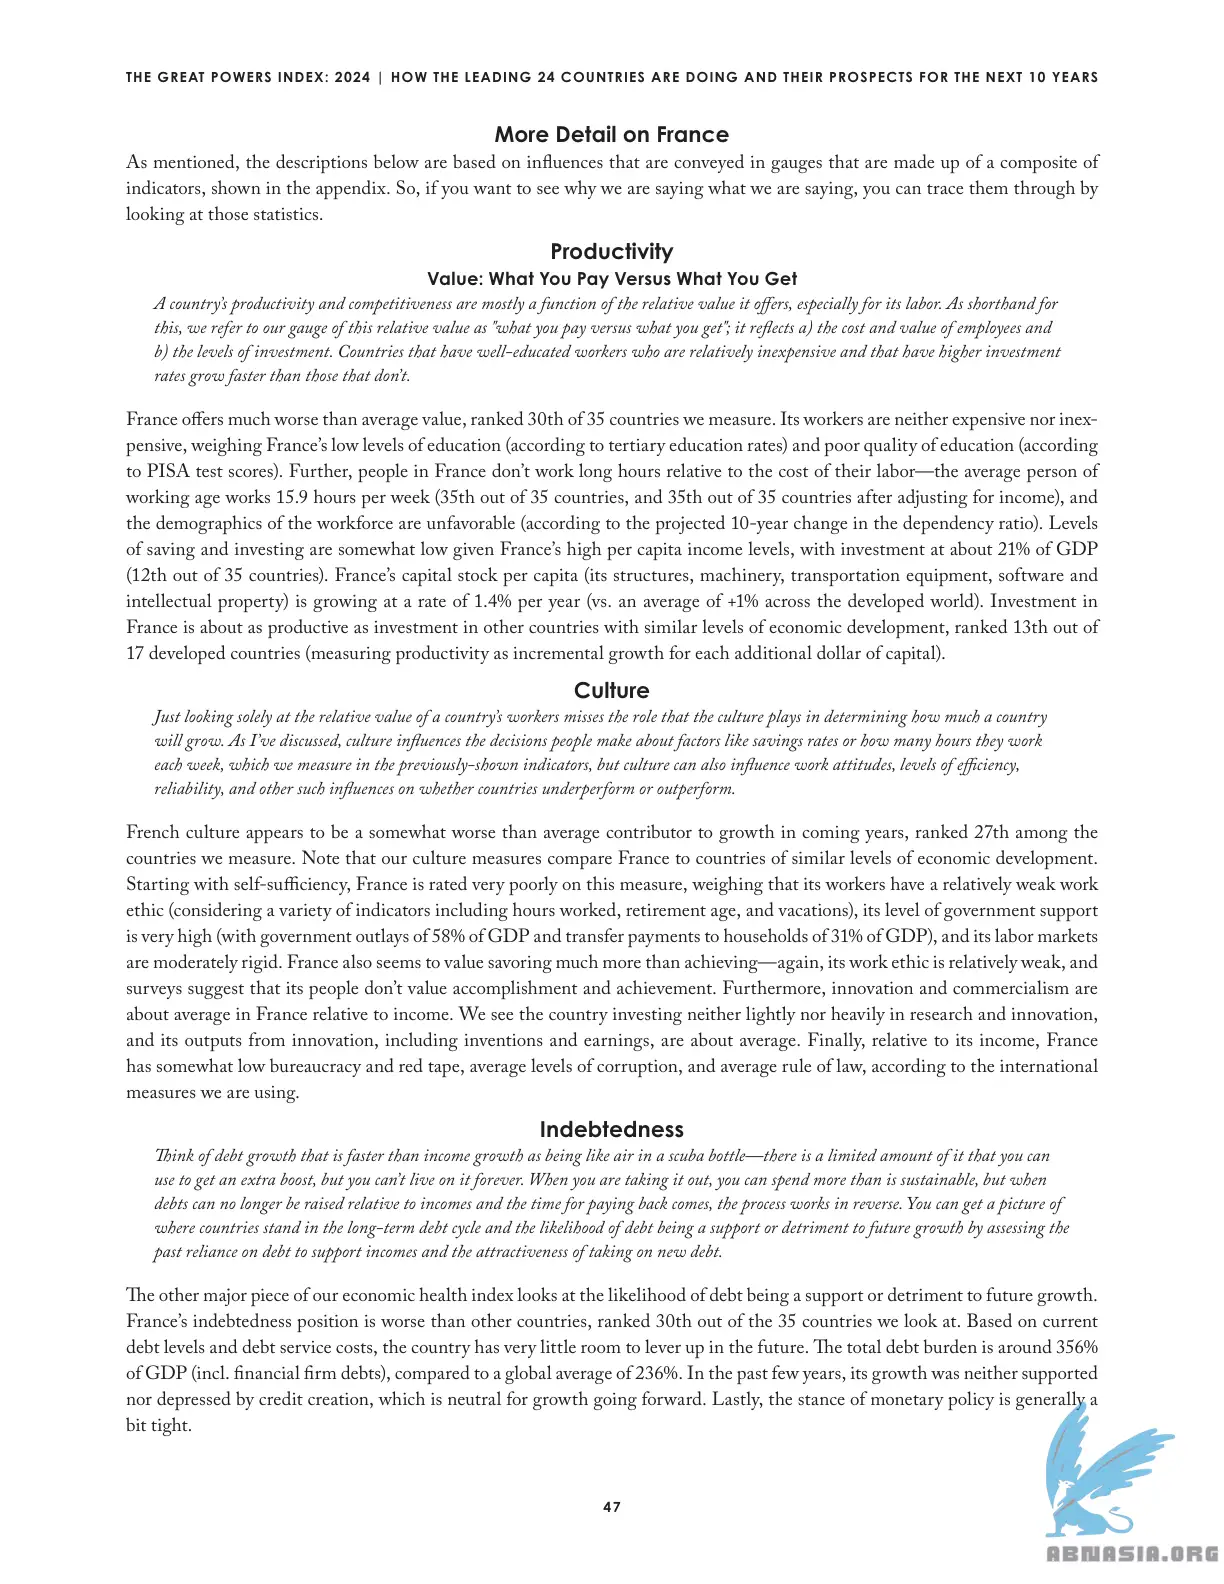 THE GREAT POWERS INDEX: 2024 | HOW THE LEADING 24 COUNTRIES ARE DOING AND THEIR PROSPECTS FOR THE NEXT 10 YEARS
More Detail on France
As mentioned, the descriptions below are based on influences that are conveyed in gauges that are made up of a composite of
indicators, shown in the appendix. So, if you want to see why we are saying what we are saying, you can trace them through by
looking at those statistics.
Productivity
Value: What You Pay Versus What You Get
A country's productivity and competitiveness are mostly a function of the relative value it offers, especially for its labor. As shorthand for
this, we refer to our gauge of this relative value as "what you pay versus what you get"; it reflects a) the cost and value of employees and
b) the levels of investment. Countries that have well-educated workers who are relatively inexpensive and that have higher investment
rates grow faster than those that don't.
France offers much worse than average value, ranked 30th of 35 countries we measure. Its workers are neither expensive nor inex-
pensive, weighing France's low levels of education (according to tertiary education rates) and poor quality of education (according
to PISA test scores). Further, people in France don't work long hours relative to the cost of their labor—the average person of
working age works 15.9 hours per week (35th out of 35 countries, and 35th out of 35 countries after adjusting for income), and
the demographics of the workforce are unfavorable (according to the projected 10-year change in the dependency ratio). Levels
of saving and investing are somewhat low given France's high per capita income levels, with investment at about 21% of GDP
(12th out of 35 countries). France's capital stock per capita (its structures, machinery, transportation equipment, software and
intellectual property) is growing at a rate of 1.4% per year (vs. an average of +1% across the developed world). Investment in
France is about as productive as investment in other countries with similar levels of economic development, ranked 13th out of
17 developed countries (measuring productivity as incremental growth for each additional dollar of capital).
Culture
Just looking solely at the relative value of a country's workers misses the role that the culture plays in determining how much a country
will grow. As I've discussed, culture influences the decisions people make about factors like savings rates or how many hours they work
each week, which we measure in the previously-shown indicators, but culture can also influence work attitudes, levels of efficiency,
reliability, and other such influences on whether countries underperform or outperform.
French culture appears to be a somewhat worse than average contributor to growth in coming years, ranked 27th among the
countries we measure. Note that our culture measures compare France to countries of similar levels of economic development.
Starting with self-sufficiency, France is rated very poorly on this measure, weighing that its workers have a relatively weak work
ethic (considering a variety of indicators including hours worked, retirement age, and vacations), its level of government support
is very high (with government outlays of 58% of GDP and transfer payments to households of 31% of GDP), and its labor markets
are moderately rigid. France also seems to value savoring much more than achieving—again, its work ethic is relatively weak, and
surveys suggest that its people don't value accomplishment and achievement. Furthermore, innovation and commercialism are
about average in France relative to income. We see the country investing neither lightly nor heavily in research and innovation,
and its outputs from innovation, including inventions and earnings, are about average. Finally, relative to its income, France
has somewhat low bureaucracy and red tape, average levels of corruption, and average rule of law, according to the international
measures we are using.
Indebtedness
Think of debt growth that is faster than income growth as being like air in a scuba bottle—there is a limited amount of it that you can
use to get an extra boost, but you can't live on it forever. When you are taking it out, you can spend more than is sustainable, but when
debts can no longer be raised relative to incomes and the time for paying back comes, the process works in reverse. You can get a picture of
where countries stand in the long-term debt cycle and the likelihood of debt being a support or detriment to future growth by assessing the
past reliance on debt to support incomes and the attractiveness of taking on new debt.
The other major piece of our economic health index looks at the likelihood of debt being a support or detriment to future growth.
France's indebtedness position is worse than other countries, ranked 30th out of the 35 countries we look at. Based on current
debt levels and debt service costs, the country has very little room to lever up in the future. The total debt burden is around 356%
of GDP (incl. financial firm debts), compared to a global average of 236%. In the past few years, its growth was neither supported
nor depressed by credit creation, which is neutral for growth going forward. Lastly, the stance of monetary policy is generally a
bit tight.
47
ABNASIA.ORG